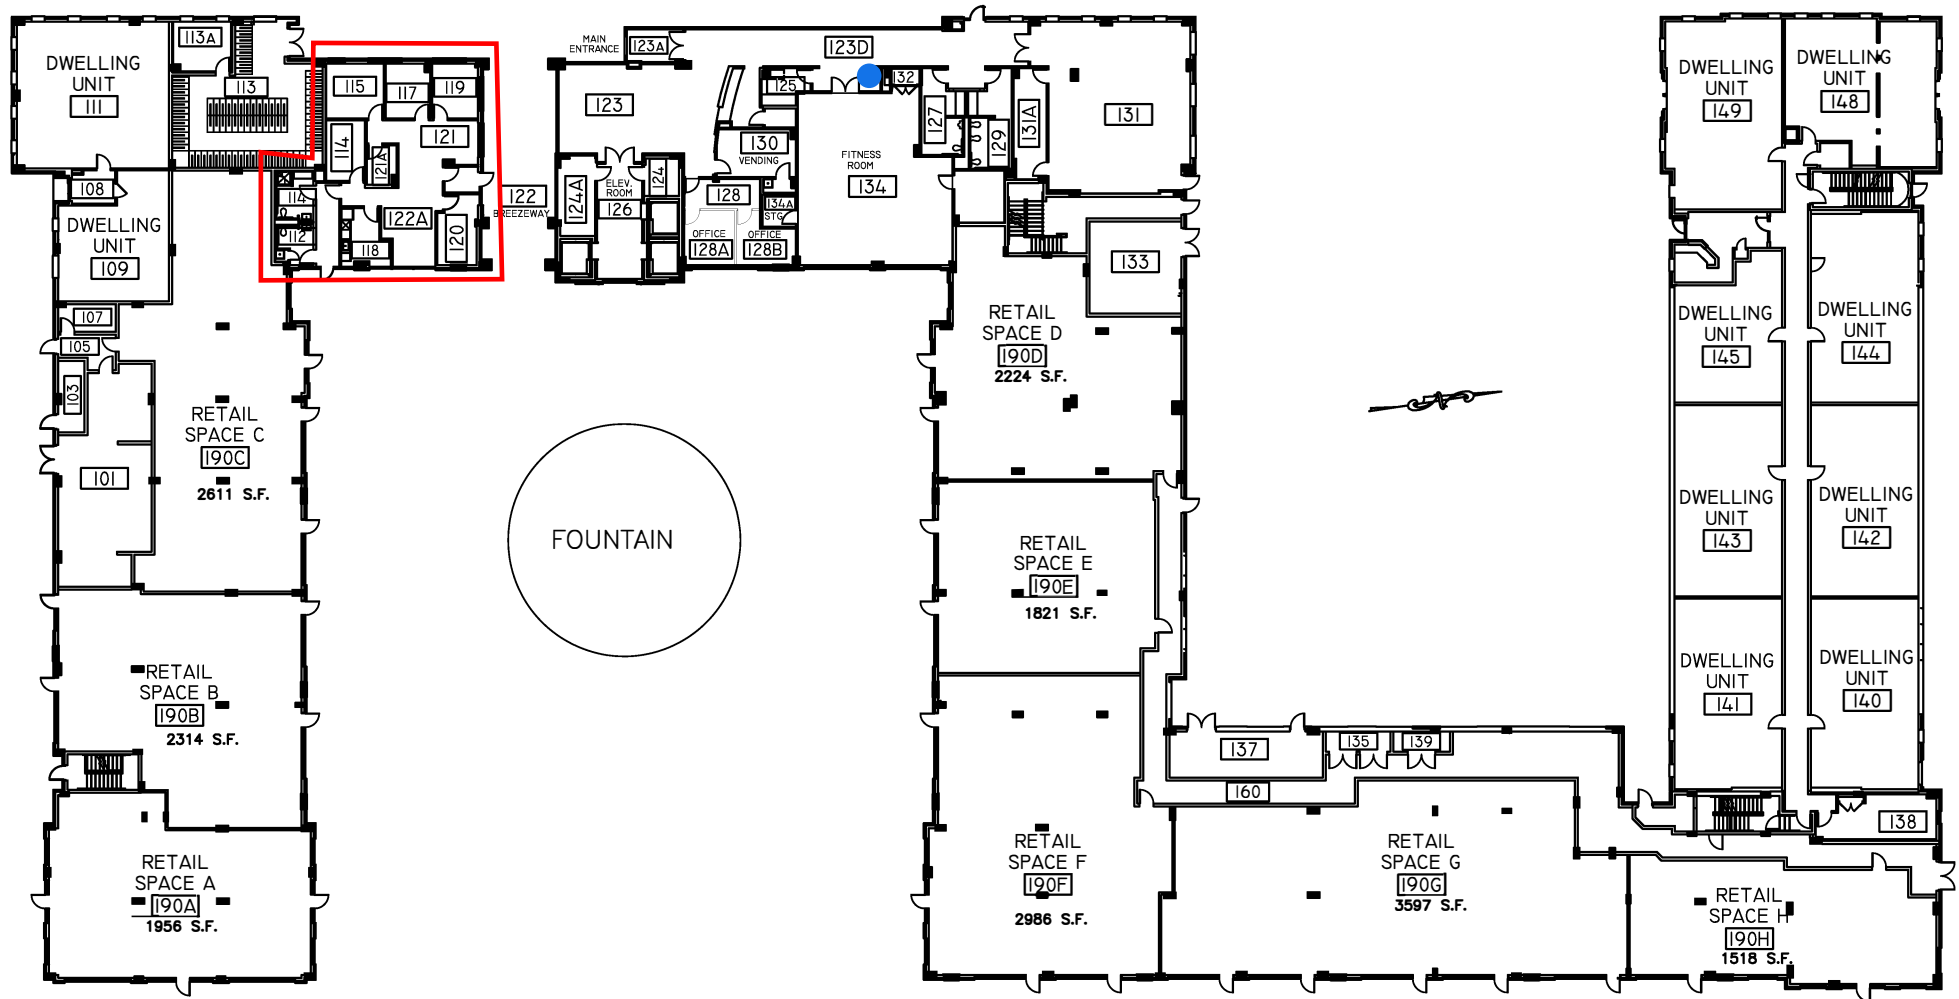 113A
DWELLING
UNIT
111
113
MAIN
ENTRANCE
123A
123D
115
117
119
114
121A
121
123
125
132
127
129
131A
131
130
VENDING
FITNESS
ROOM
134
108
DWELLING
UNIT
109
114
112
122A
118
120
122
BREEZEWAY
124A
ELEV.
ROOM
126
124
128
134A
STG
OFFICE
128A
OFFICE
128B
133
107
105
103
101
RETAIL
SPACE C
190C
2611 S.F.
RETAIL
SPACE D
190D
2224 S.F.
FOUNTAIN
RETAIL
SPACE E
190E
1821 S.F.
RETAIL
SPACE B
190B
2314 S.F.
RETAIL
SPACE A
190A
1956 S.F.
RETAIL
SPACE F
190F
2986 S.F.
137
135
139
160
RETAIL
SPACE G
190G
3597 S.F.
RETAIL
SPACE H
190H
1518 S.F.
138
DWELLING
UNIT
149
DWELLING
UNIT
148
DWELLING
UNIT
145
DWELLING
UNIT
144
DWELLING
UNIT
143
DWELLING
UNIT
142
DWELLING
UNIT
141
DWELLING
UNIT
140
N